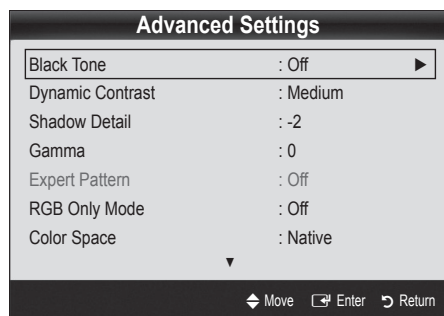 Advanced Settings
Black Tone : Off ►
Dynamic Contrast : Medium
Shadow Detail : -2
Gamma : 0
Expert Pattern : Off
RGB Only Mode : Off
Color Space : Native
▼
Move Enter Return